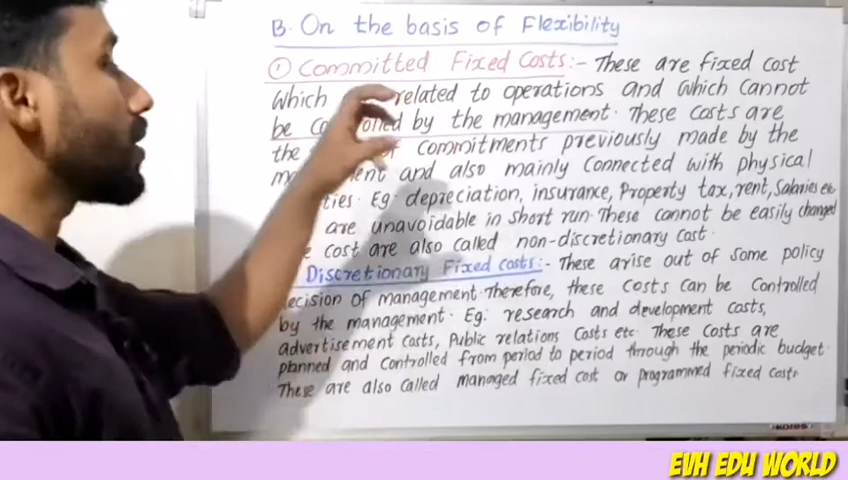 B. On the basis of Flexibility
① Committed Fixed Costs:- These are fixed cost
which related to operations and which cannot
be by the management. These costs are
the commitments previously made by the
and also mainly connected with physical
Eg: depreciation, insurance, Property tax, rent, Salaries etc
are unavoidable in short run. These cannot be easily changed
cost are also called non-discretionary cost.
Discretionary Fixed costs:- These arise out of some policy
decision of management. Therefore, these costs can be controlled
by the management. Eg: research and development costs,
advertisement costs, Public relations costs etc. These costs are
planned and controlled from period to period through the periodic budget.
These are also called managed fixed cost or programmed fixed costs
KORES
EVH EDU WORLD